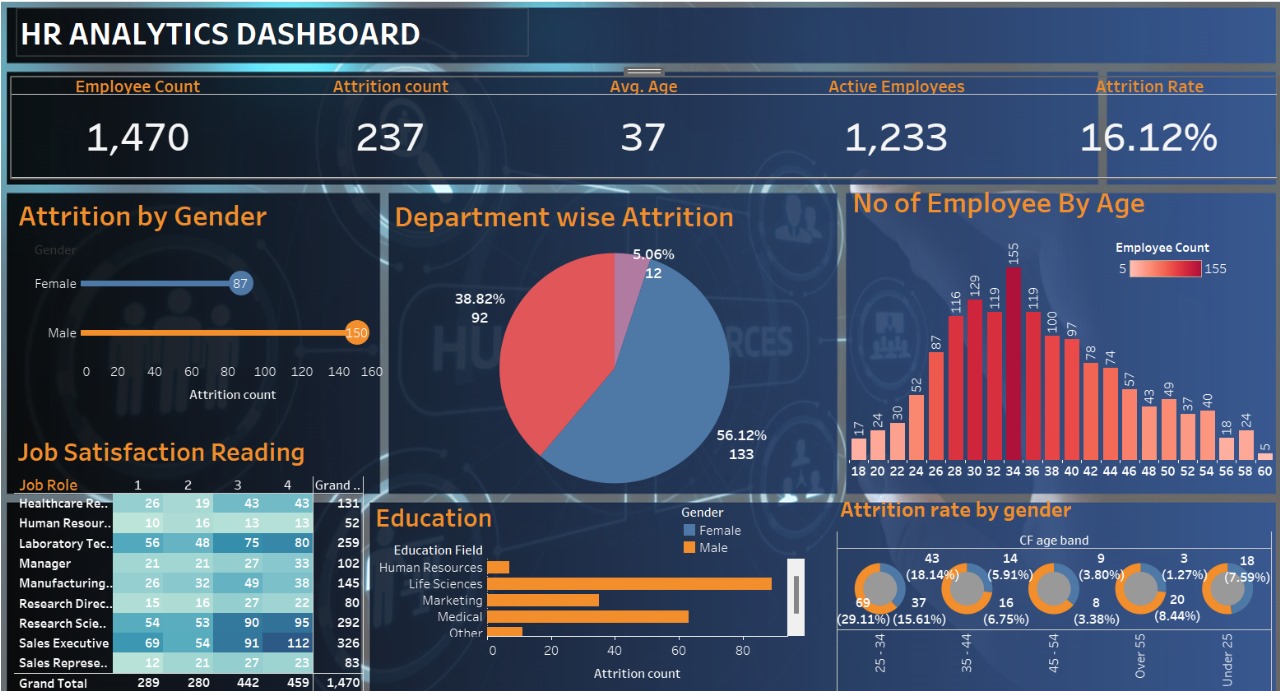 HR ANALYTICS DASHBOARD
Employee Count Attrition count Avg. Age Active Employees Attrition Rate
1,470 237 37 1,233 16.12%
Attrition by Gender
Gender
Female 87
Male 150
0 20 40 60 80 100 120 140 160
Attrition count
Department wise Attrition
5.06%
12
38.82%
92
56.12%
133
No of Employee By Age
Employee Count
5 155
17 24 30 52 87 116 129 119 155 119 100 97 78 74 57 43 49 37 40 18 24 5
18 20 22 24 26 28 30 32 34 36 38 40 42 44 46 48 50 52 54 56 58 60
Job Satisfaction Reading
Job Role 1 2 3 4 Grand ..
Healthcare Re.. 26 19 43 43 131
Human Resour.. 10 16 13 13 52
Laboratory Tec.. 56 48 75 80 259
Manager 21 21 27 33 102
Manufacturing.. 26 32 49 38 145
Research Direc.. 15 16 27 22 80
Research Scie.. 54 53 90 95 292
Sales Executive 69 54 91 112 326
Sales Represe.. 12 21 27 23 83
Grand Total 289 280 442 459 1,470
Education
Gender
Female
Male
Education Field
Human Resources
Life Sciences
Marketing
Medical
Other
0 20 40 60 80
Attrition count
Attrition rate by gender
CF age band
43 14 9 3 18
(18.14%) (5.91%) (3.80%) (1.27%) (7.59%)
69 37 16 8 20
(29.11%) (15.61%) (6.75%) (3.38%) (8.44%)
25 - 34 35 - 44 45 - 54 Over 55 Under 25